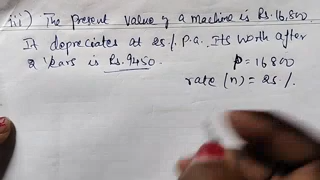 iii) The present value of a machine is Rs.16,800.
It depreciates at 25%. P.a. Its worth after
2 years is Rs.9450.
P=16800
rate (n) = 25%.